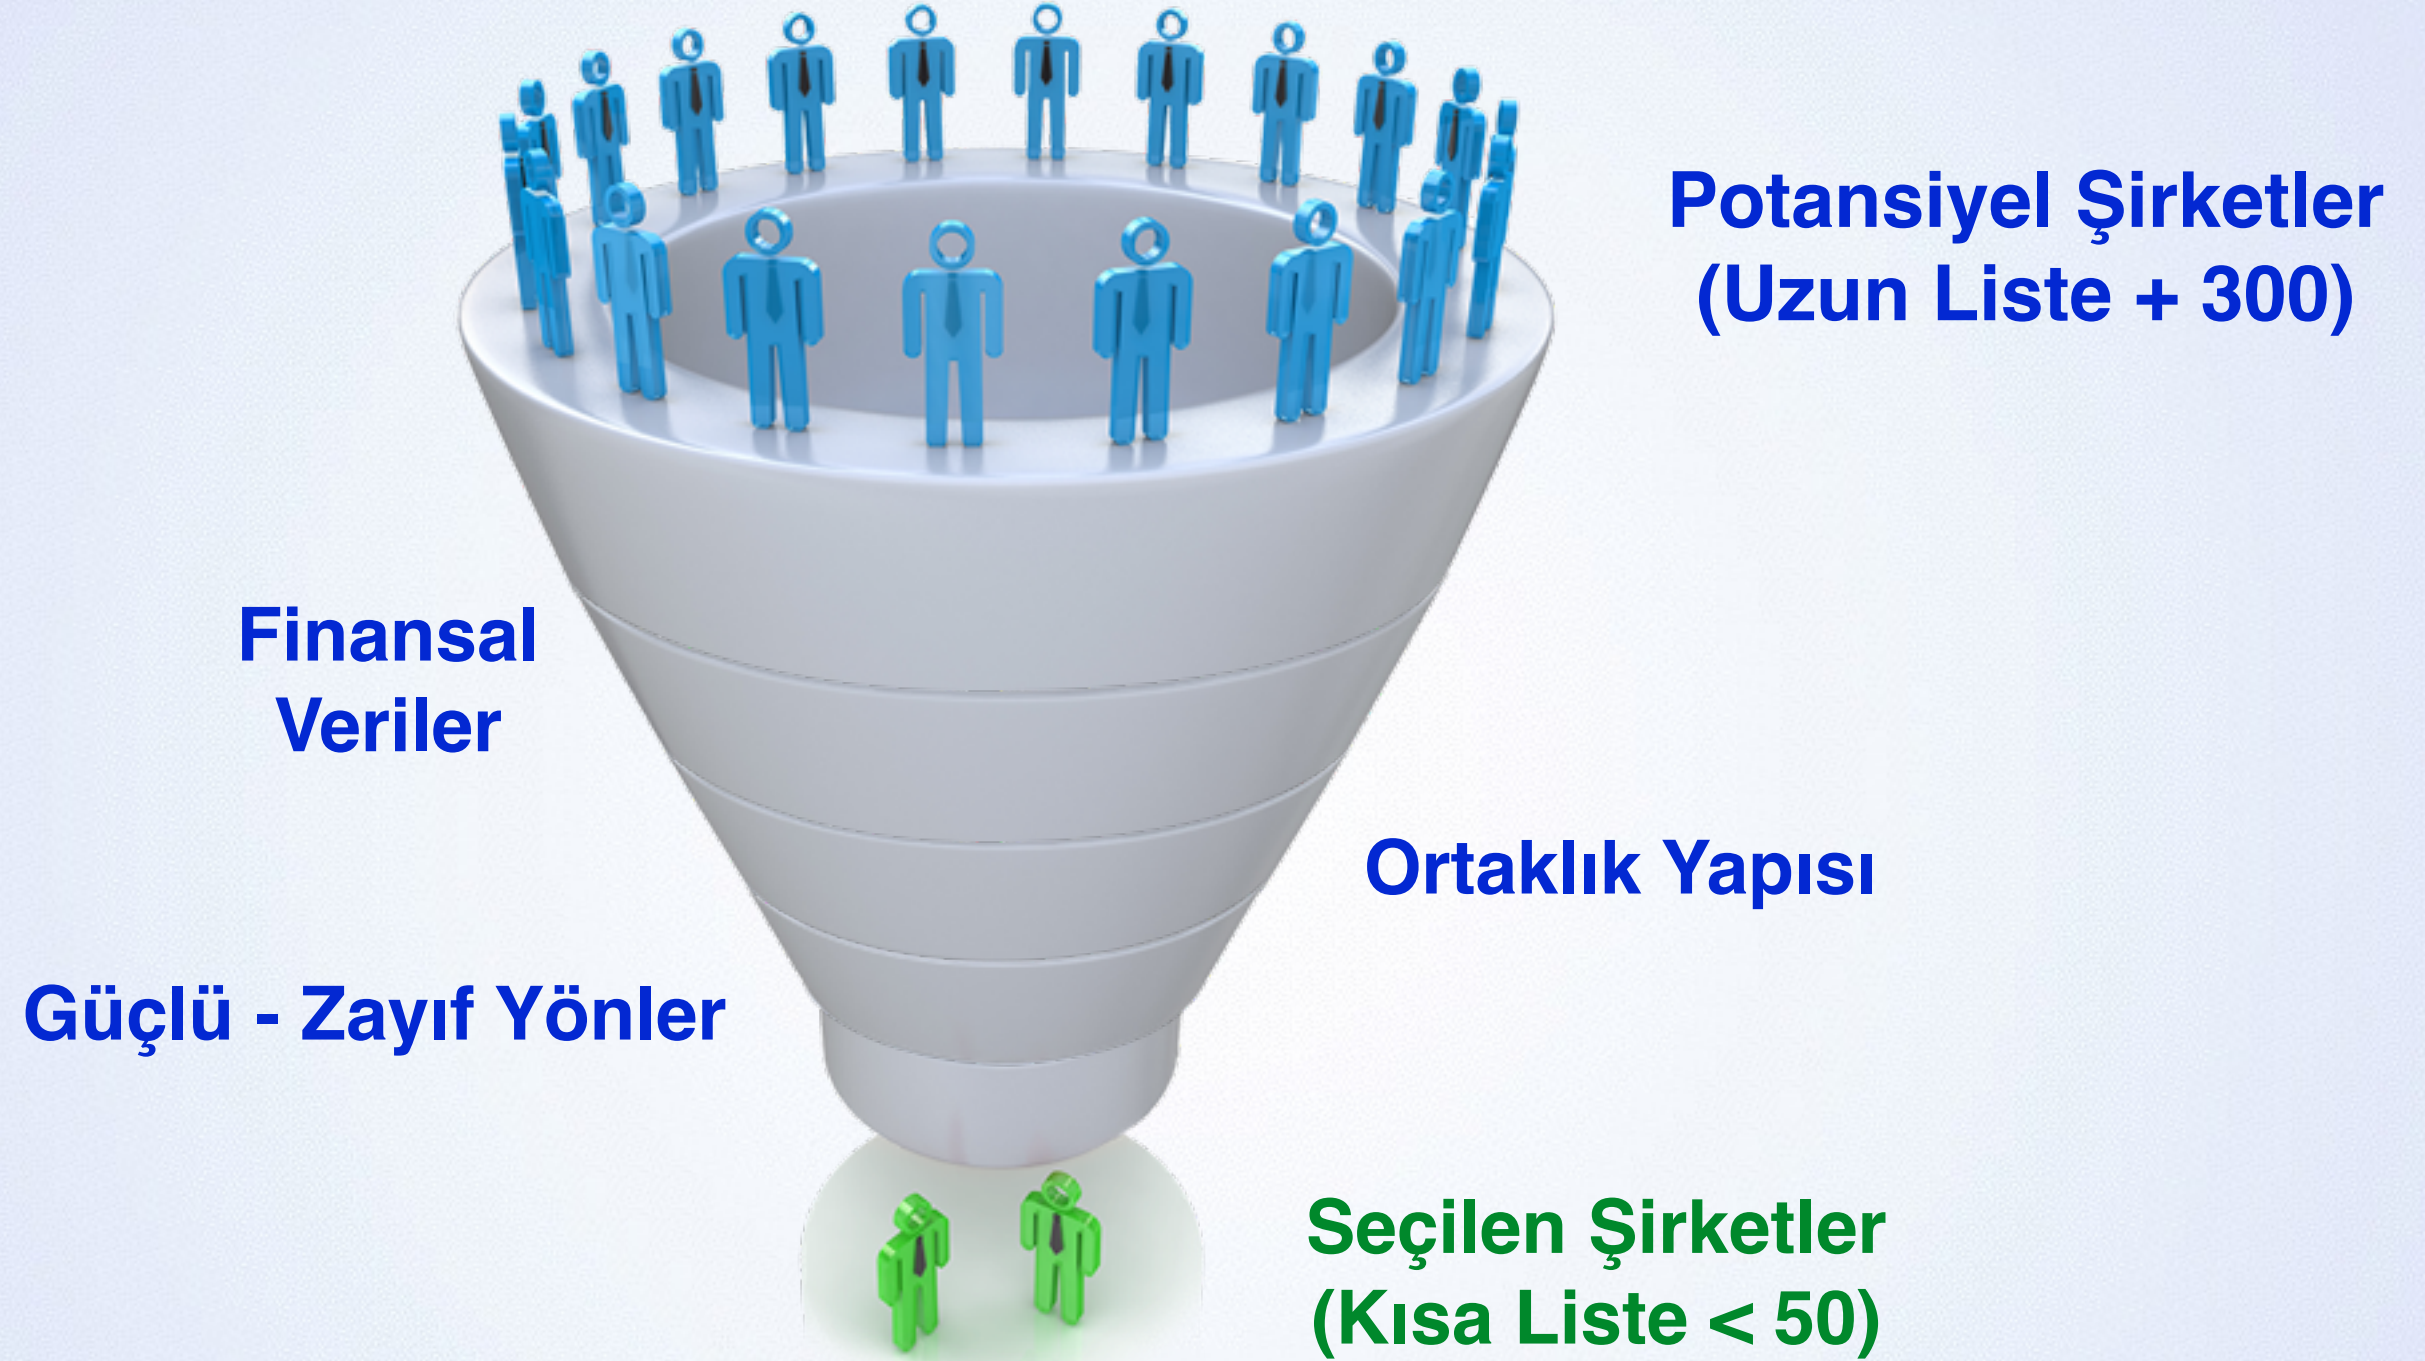 Potansiyel Şirketler
(Uzun Liste + 300)
Finansal
Veriler
Ortaklık Yapısı
Güçlü - Zayıf Yönler
Seçilen Şirketler
(Kısa Liste < 50)